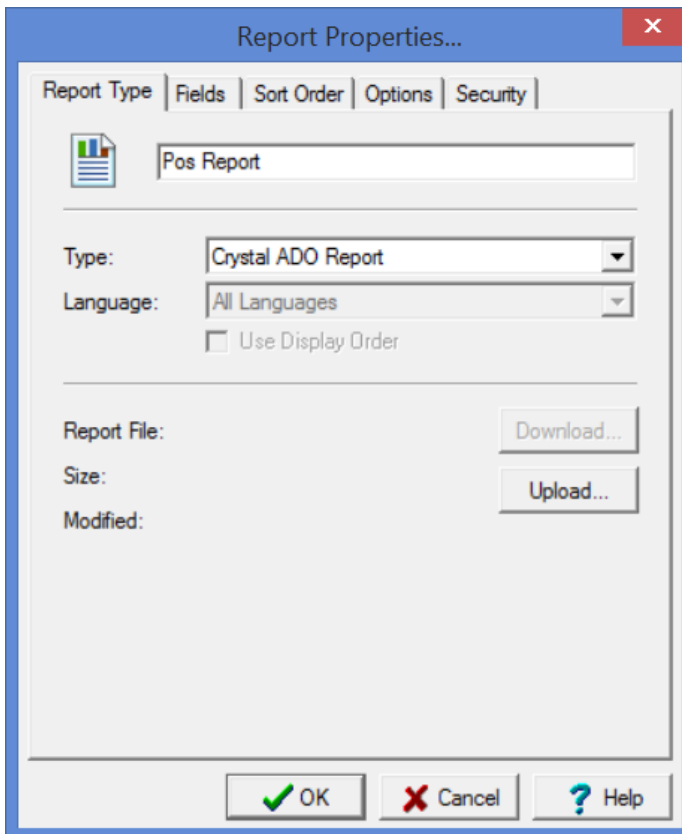 Report Properties...
Report Type Fields Sort Order Options Security
Pos Report
Type: Crystal ADO Report
Language: All Languages
Use Display Order
Report File: Download...
Size:
Upload...
Modified:
OK Cancel Help